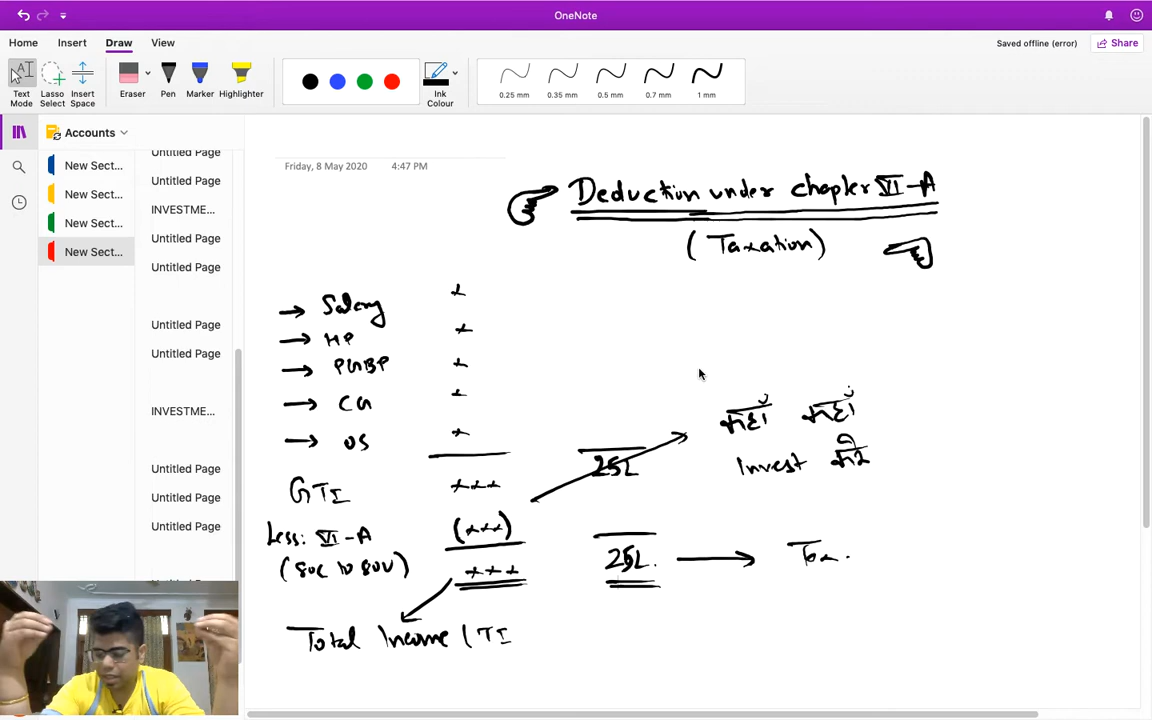 OneNote
Home Insert Draw View
Saved offline (error) Share
Text Mode
Lasso Select
Insert Space
Eraser
Pen
Marker
Highlighter
Ink Colour
0.25 mm 0.35 mm 0.5 mm 0.7 mm 1 mm
Accounts
New Sect...
New Sect...
New Sect...
New Sect...
Untitled Page
Untitled Page
INVESTME...
Untitled Page
Untitled Page
Untitled Page
Untitled Page
INVESTME...
Untitled Page
Untitled Page
Untitled Page
Friday, 8 May 2020 4:47 PM
Deduction under chapter VI-A
(Taxation)
→ Salary +
→ HP +
→ PGBP +
→ CG +
→ OS +
GTI +++ 25L
Invest
Less: VI-A (+++)
(80C to 80U) +++ 25L. → Tax.
Total Income (TI